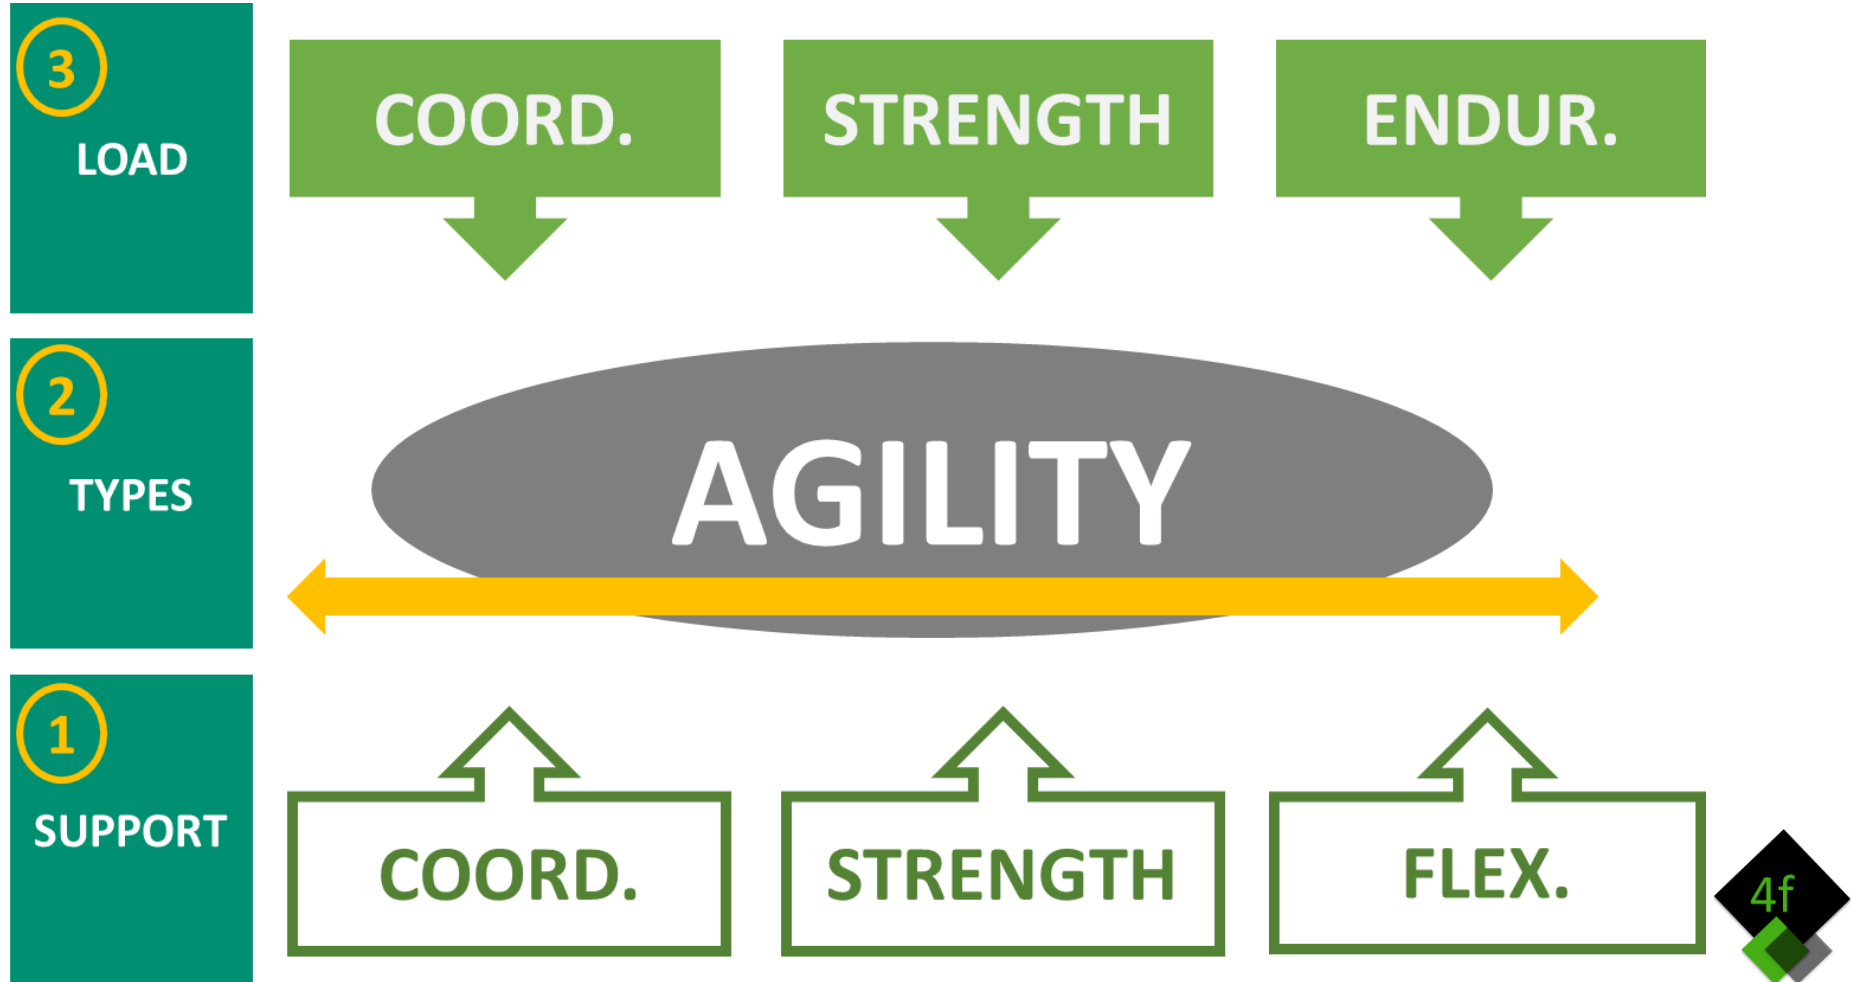 3
LOAD
COORD.
STRENGTH
ENDUR.
2
TYPES
AGILITY
1
SUPPORT
COORD.
STRENGTH
FLEX.
4f